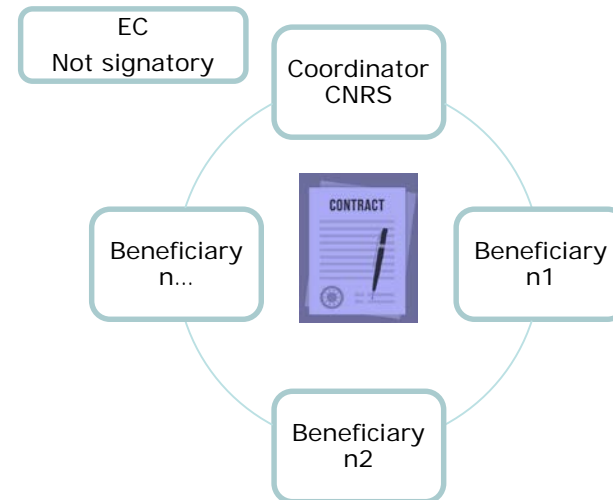 EC
Not signatory
Coordinator
CNRS
CONTRACT
Beneficiary
n...
Beneficiary
n1
Beneficiary
n2